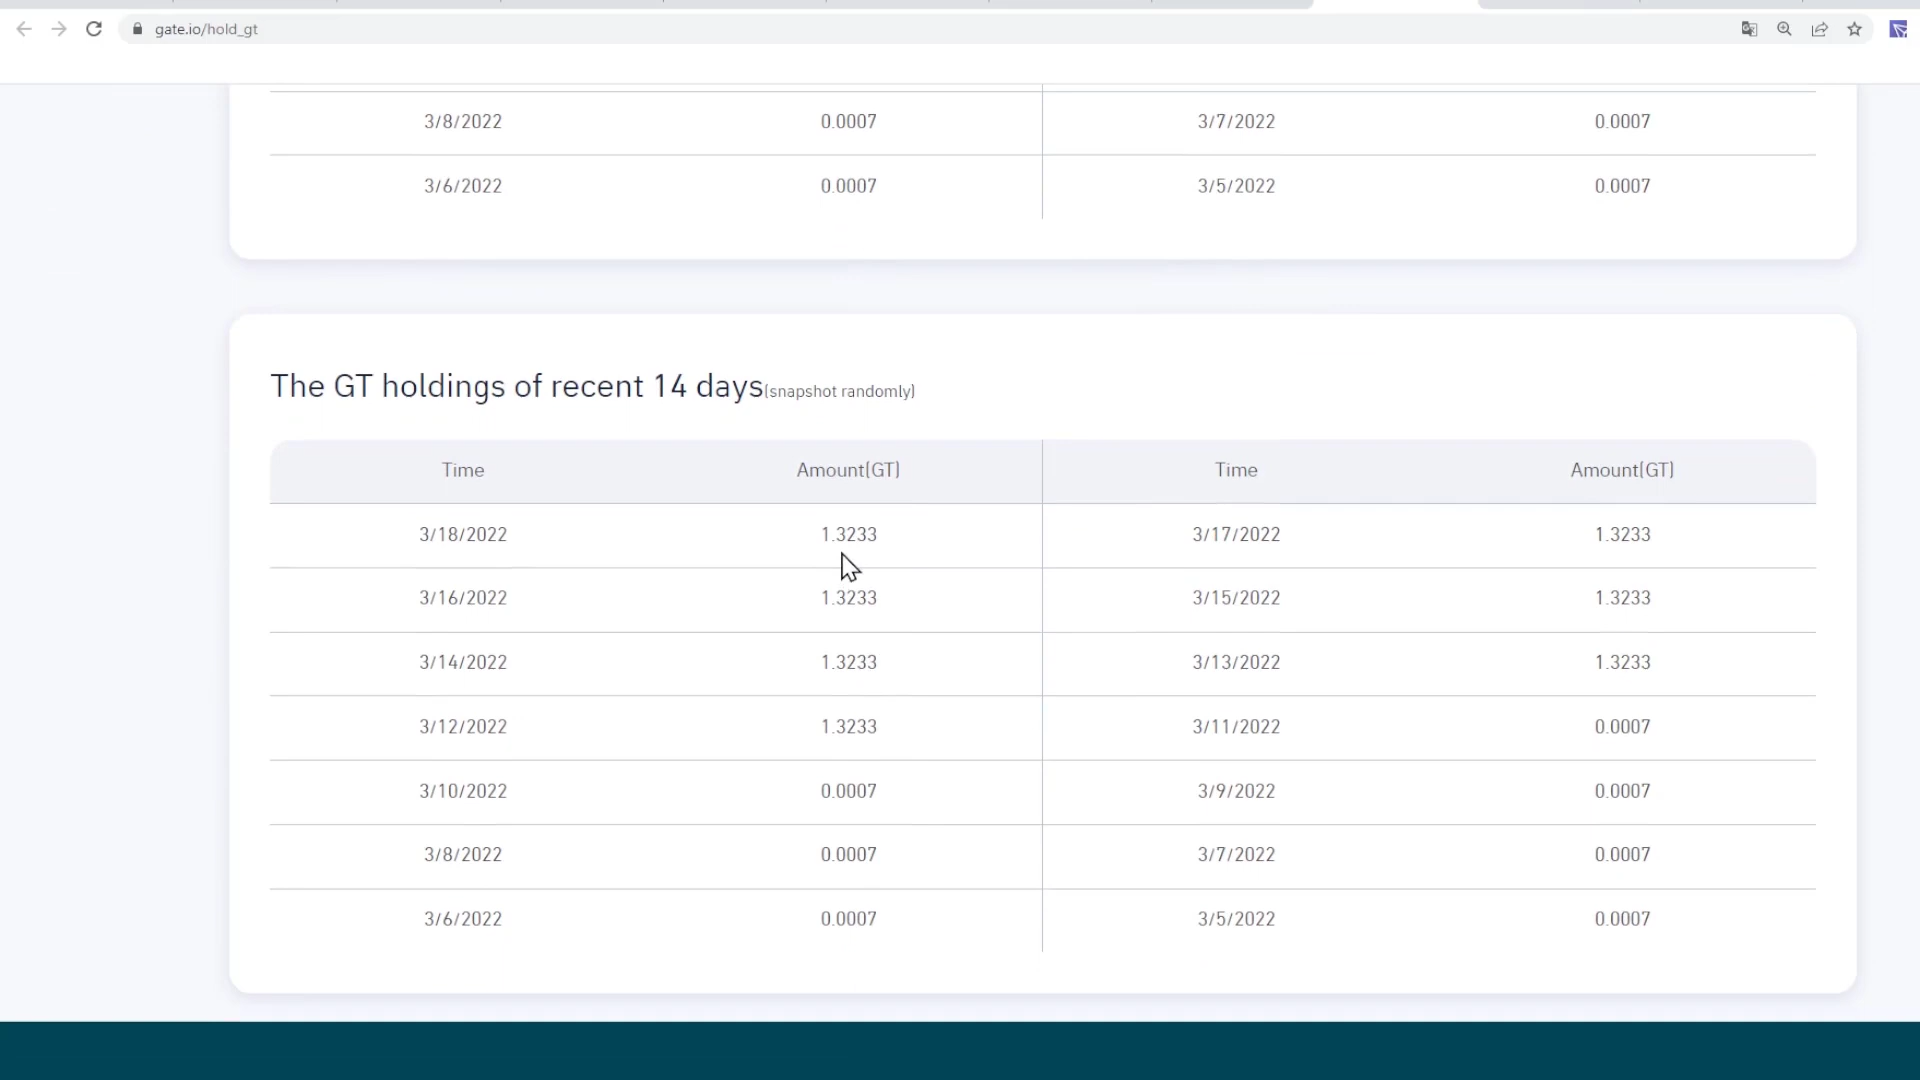 gate.io/hold_gt
3/8/2022 0.0007 3/7/2022 0.0007
3/6/2022 0.0007 3/5/2022 0.0007
The GT holdings of recent 14 days(snapshot randomly)
Time Amount(GT) Time Amount(GT)
3/18/2022 1.3233 3/17/2022 1.3233
3/16/2022 1.3233 3/15/2022 1.3233
3/14/2022 1.3233 3/13/2022 1.3233
3/12/2022 1.3233 3/11/2022 0.0007
3/10/2022 0.0007 3/9/2022 0.0007
3/8/2022 0.0007 3/7/2022 0.0007
3/6/2022 0.0007 3/5/2022 0.0007